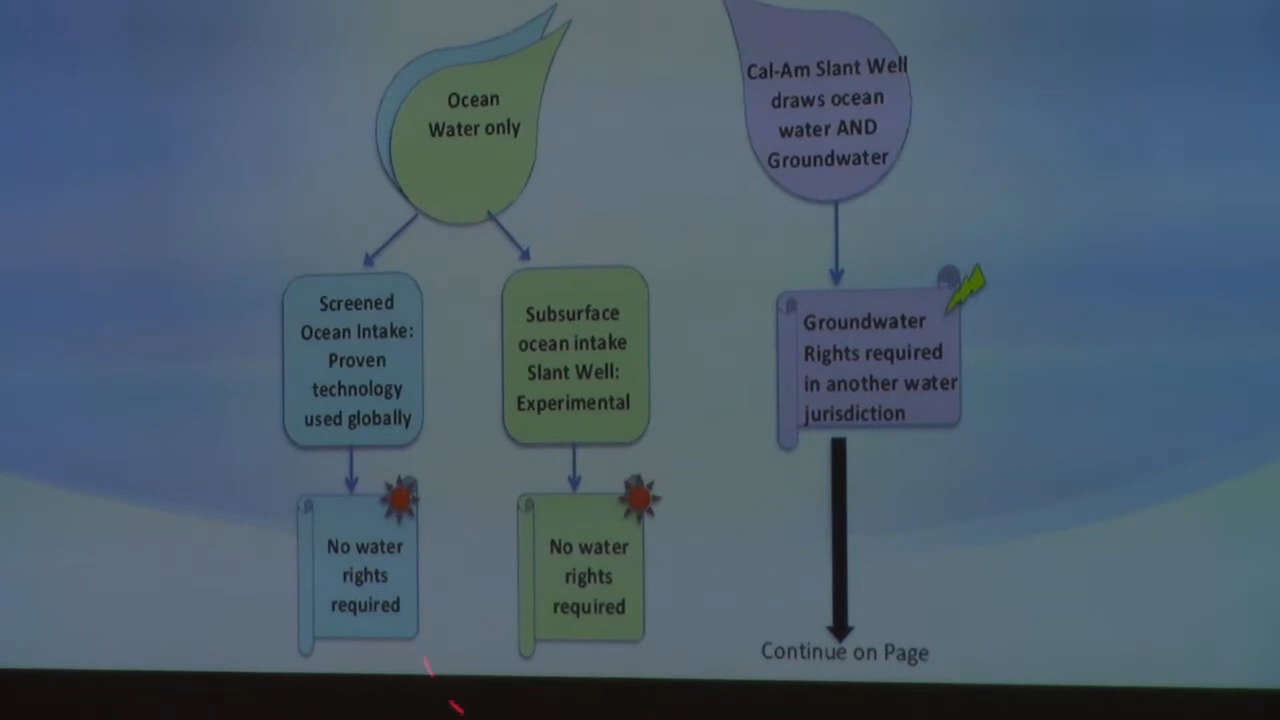 Ocean
Water only
Cal-Am Slant Well
draws ocean
water AND
Groundwater
Screened
Ocean Intake:
Proven
technology
used globally
Subsurface
ocean intake
Slant Well:
Experimental
Groundwater
Rights required
in another water
jurisdiction
No water
rights
required
No water
rights
required
Continue on Page